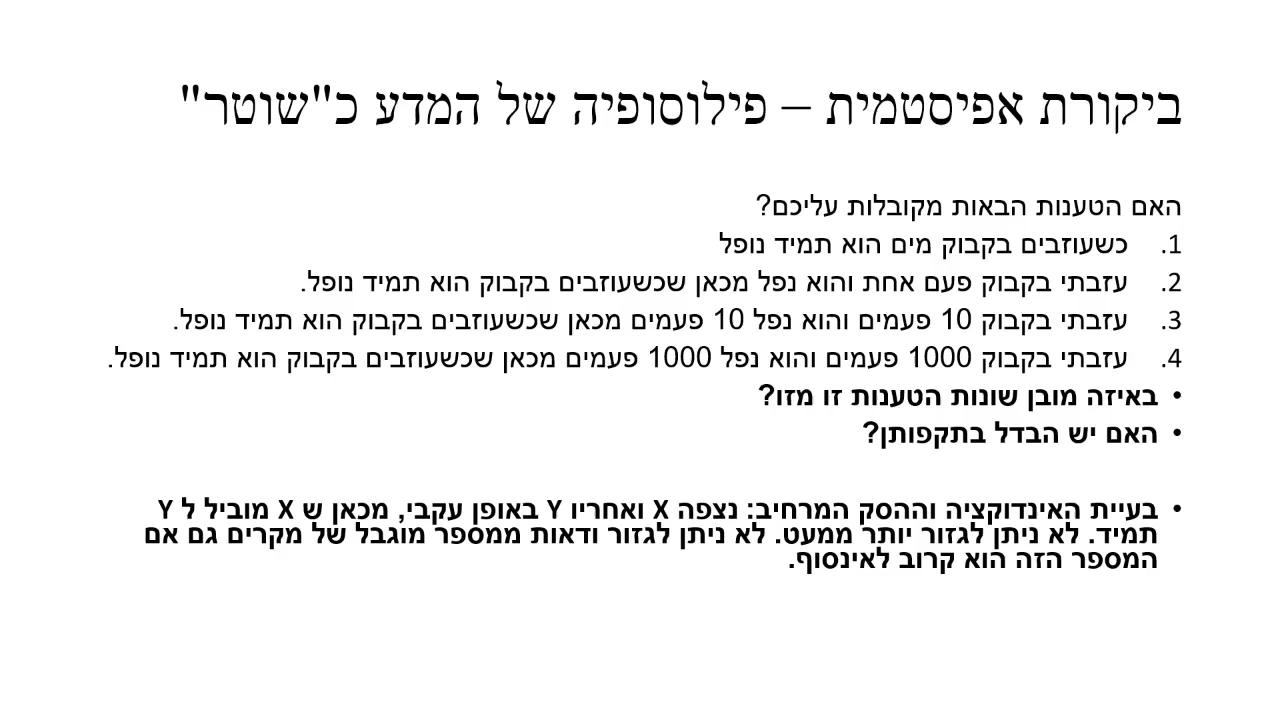 ביקורת אפיסטמית – פילוסופיה של המדע כ"שוטר"
האם הטענות הבאות מקובלות עליכם?
1. כשעוזבים בקבוק מים הוא תמיד נופל
2. עזבתי בקבוק פעם אחת והוא נפל מכאן שכשעוזבים בקבוק הוא תמיד נופל.
3. עזבתי בקבוק 10 פעמים והוא נפל 10 פעמים מכאן שכשעוזבים בקבוק הוא תמיד נופל.
4. עזבתי בקבוק 1000 פעמים והוא נפל 1000 פעמים מכאן שכשעוזבים בקבוק הוא תמיד נופל.
• באיזה מובן שונות הטענות זו מזו?
• האם יש הבדל בתקפותן?
• בעיית האינדוקציה וההסק המרחיב: נצפה X ואחריו Y באופן עקבי, מכאן ש X מוביל ל Y
תמיד. לא ניתן לגזור יותר ממעט. לא ניתן לגזור ודאות ממספר מוגבל של מקרים גם אם
המספר הזה הוא קרוב לאינסוף.